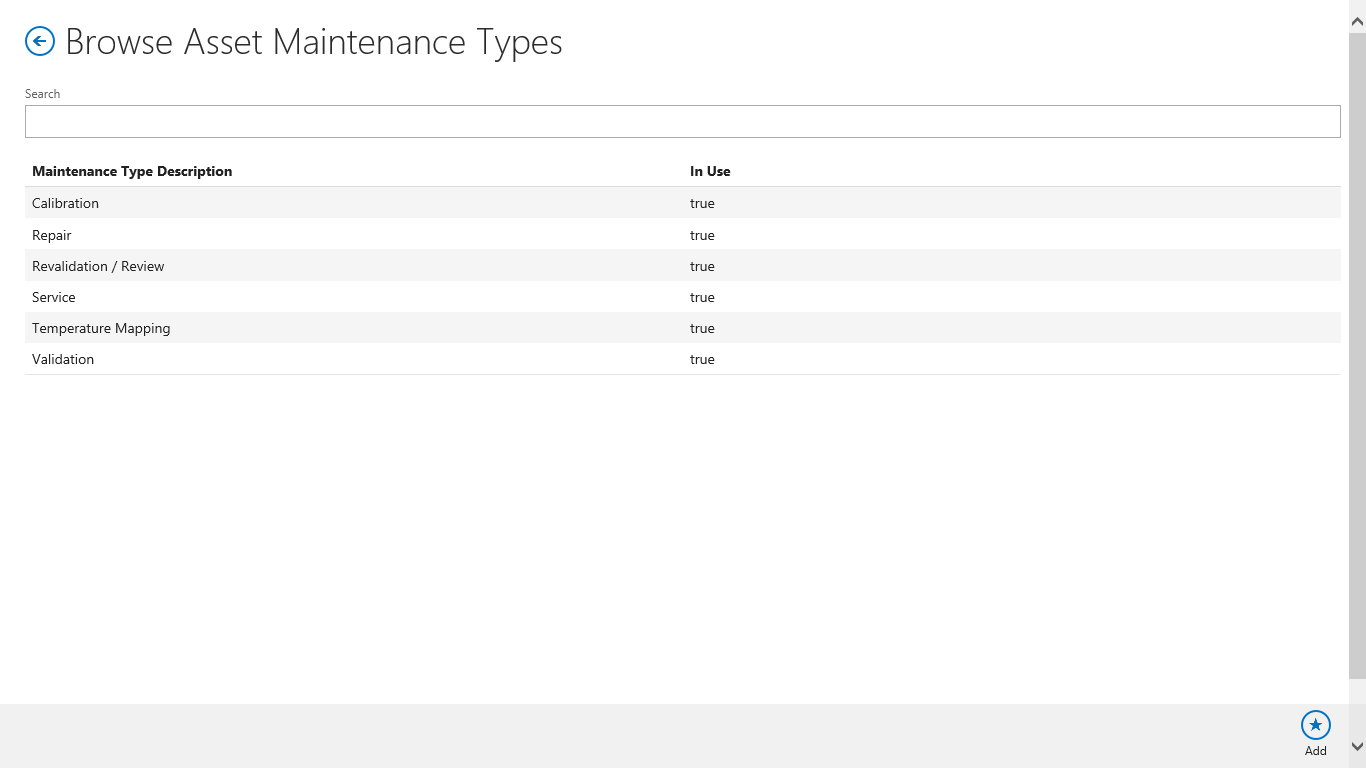 Browse Asset Maintenance Types
Search
Maintenance Type Description In Use
Calibration true
Repair true
Revalidation / Review true
Service true
Temperature Mapping true
Validation true
Add